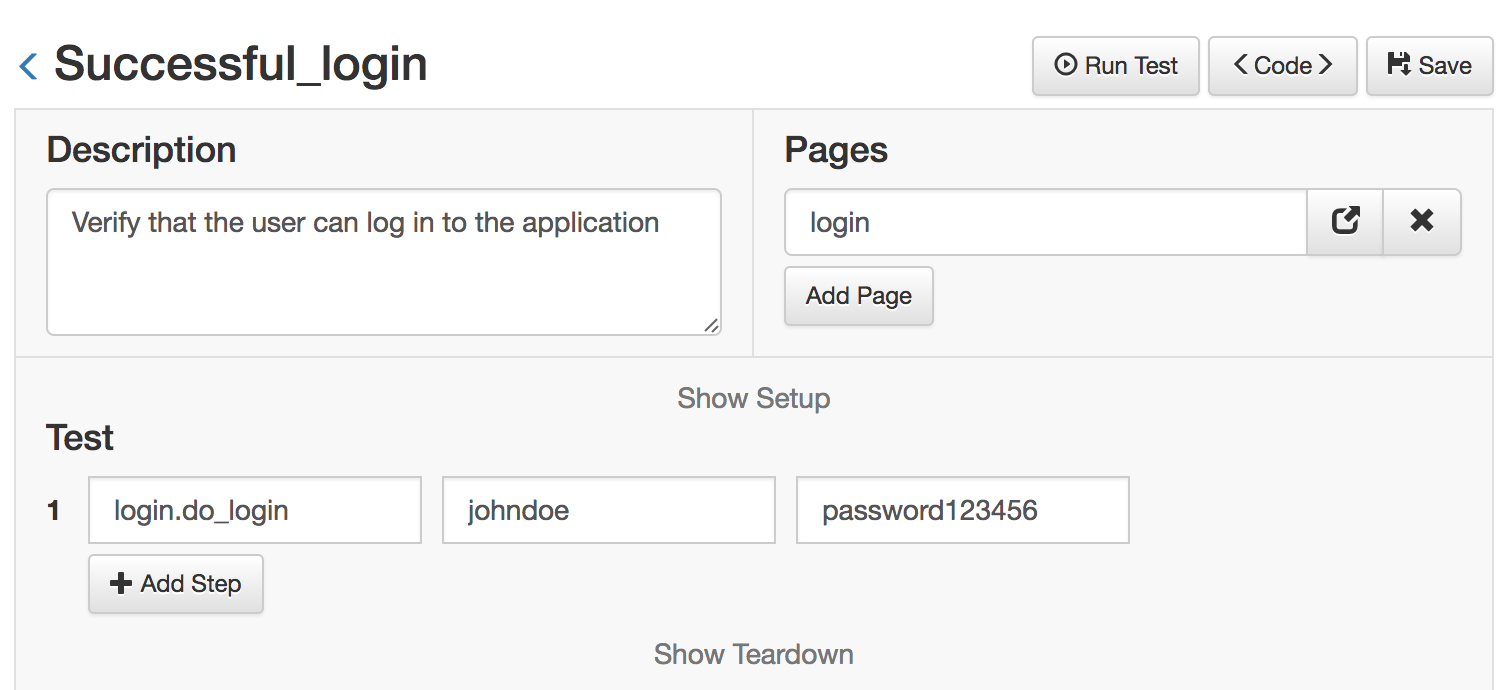 Successful_login
Run Test
Code
Save
Description
Verify that the user can log in to the application
Pages
login
Add Page
Show Setup
Test
1 login.do_login johndoe password123456
Add Step
Show Teardown